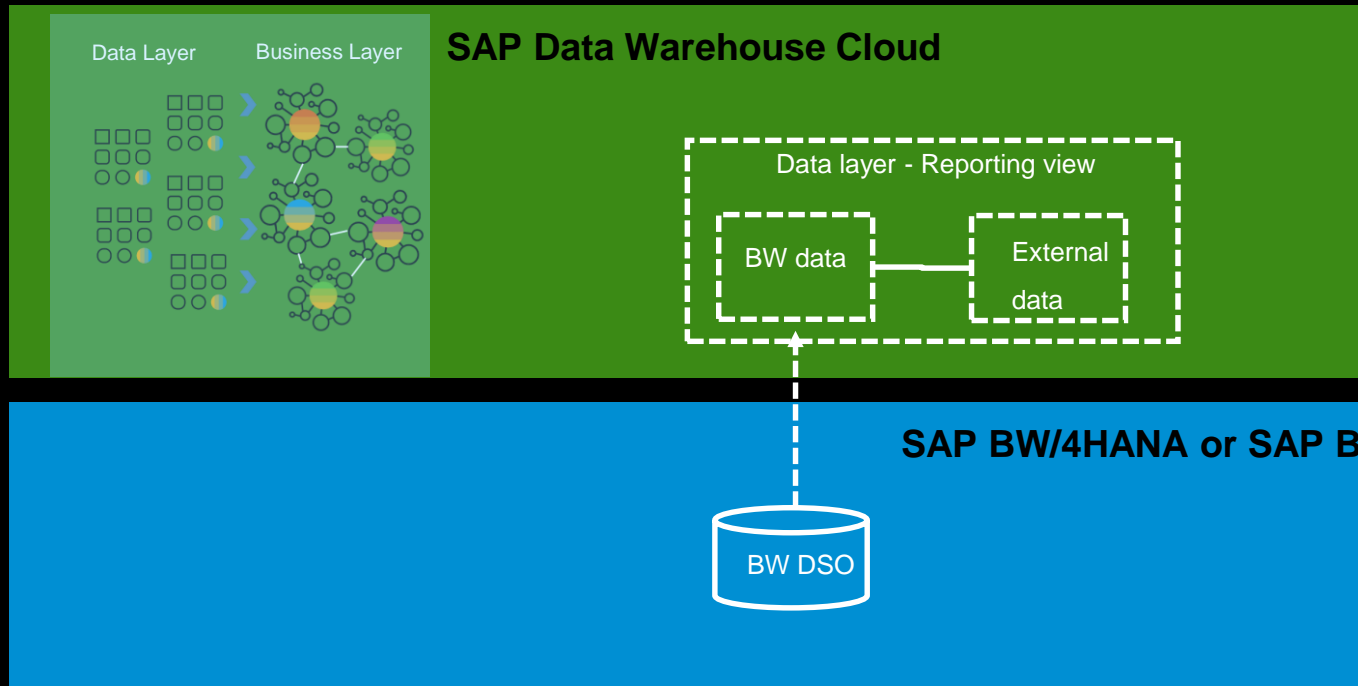 Data Layer
Business Layer
SAP Data Warehouse Cloud
Data layer - Reporting view
BW data
External
data
SAP BW/4HANA or SAP B
BW DSO